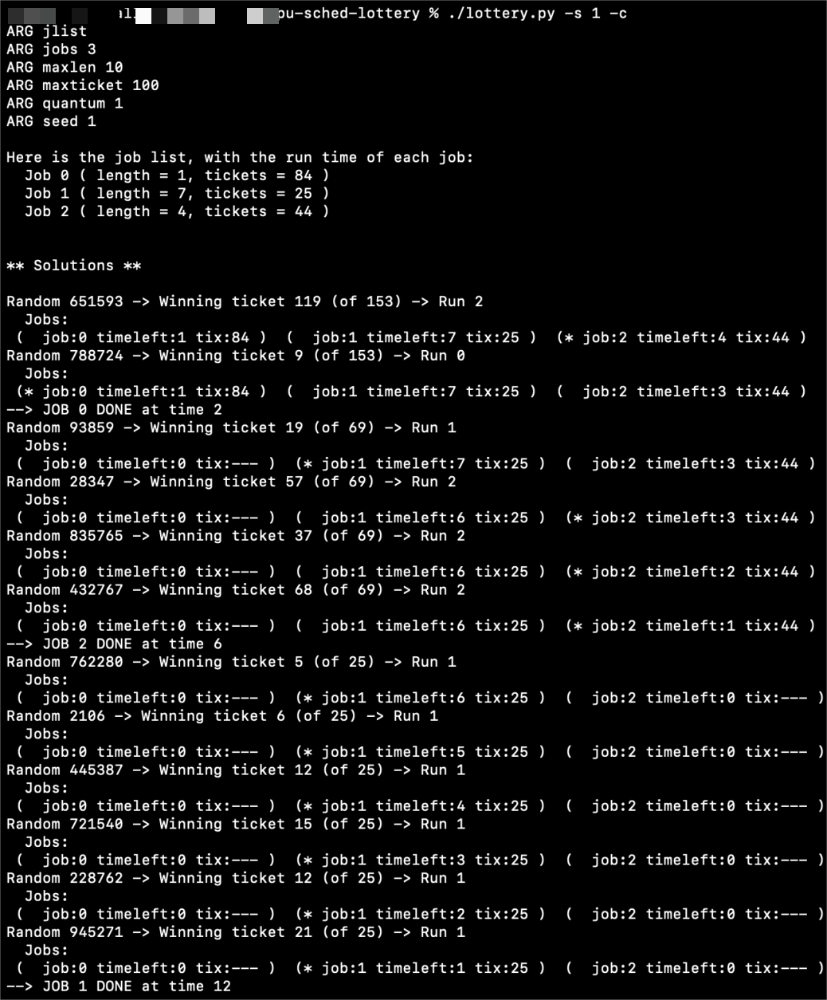 ou-sched-lottery % ./lottery.py -s 1 -c
ARG jlist
ARG jobs 3
ARG maxlen 10
ARG maxticket 100
ARG quantum 1
ARG seed 1
Here is the job list, with the run time of each job:
Job 0 ( length = 1, tickets = 84 )
Job 1 ( length = 7, tickets = 25 )
Job 2 ( length = 4, tickets = 44 )
** Solutions **
Random 651593 -> Winning ticket 119 (of 153) -> Run 2
Jobs:
(  job:0 timeleft:1 tix:84 )  (  job:1 timeleft:7 tix:25 )  (* job:2 timeleft:4 tix:44 )
Random 788724 -> Winning ticket 9 (of 153) -> Run 0
Jobs:
(* job:0 timeleft:1 tix:84 )  (  job:1 timeleft:7 tix:25 )  (  job:2 timeleft:3 tix:44 )
--> JOB 0 DONE at time 2
Random 93859 -> Winning ticket 19 (of 69) -> Run 1
Jobs:
(  job:0 timeleft:0 tix:--- )  (* job:1 timeleft:7 tix:25 )  (  job:2 timeleft:3 tix:44 )
Random 28347 -> Winning ticket 57 (of 69) -> Run 2
Jobs:
(  job:0 timeleft:0 tix:--- )  (  job:1 timeleft:6 tix:25 )  (* job:2 timeleft:3 tix:44 )
Random 835765 -> Winning ticket 37 (of 69) -> Run 2
Jobs:
(  job:0 timeleft:0 tix:--- )  (  job:1 timeleft:6 tix:25 )  (* job:2 timeleft:2 tix:44 )
Random 432767 -> Winning ticket 68 (of 69) -> Run 2
Jobs:
(  job:0 timeleft:0 tix:--- )  (  job:1 timeleft:6 tix:25 )  (* job:2 timeleft:1 tix:44 )
--> JOB 2 DONE at time 6
Random 762280 -> Winning ticket 5 (of 25) -> Run 1
Jobs:
(  job:0 timeleft:0 tix:--- )  (* job:1 timeleft:6 tix:25 )  (  job:2 timeleft:0 tix:--- )
Random 2106 -> Winning ticket 6 (of 25) -> Run 1
Jobs:
(  job:0 timeleft:0 tix:--- )  (* job:1 timeleft:5 tix:25 )  (  job:2 timeleft:0 tix:--- )
Random 445387 -> Winning ticket 12 (of 25) -> Run 1
Jobs:
(  job:0 timeleft:0 tix:--- )  (* job:1 timeleft:4 tix:25 )  (  job:2 timeleft:0 tix:--- )
Random 721540 -> Winning ticket 15 (of 25) -> Run 1
Jobs:
(  job:0 timeleft:0 tix:--- )  (* job:1 timeleft:3 tix:25 )  (  job:2 timeleft:0 tix:--- )
Random 228762 -> Winning ticket 12 (of 25) -> Run 1
Jobs:
(  job:0 timeleft:0 tix:--- )  (* job:1 timeleft:2 tix:25 )  (  job:2 timeleft:0 tix:--- )
Random 945271 -> Winning ticket 21 (of 25) -> Run 1
Jobs:
(  job:0 timeleft:0 tix:--- )  (* job:1 timeleft:1 tix:25 )  (  job:2 timeleft:0 tix:--- )
--> JOB 1 DONE at time 12